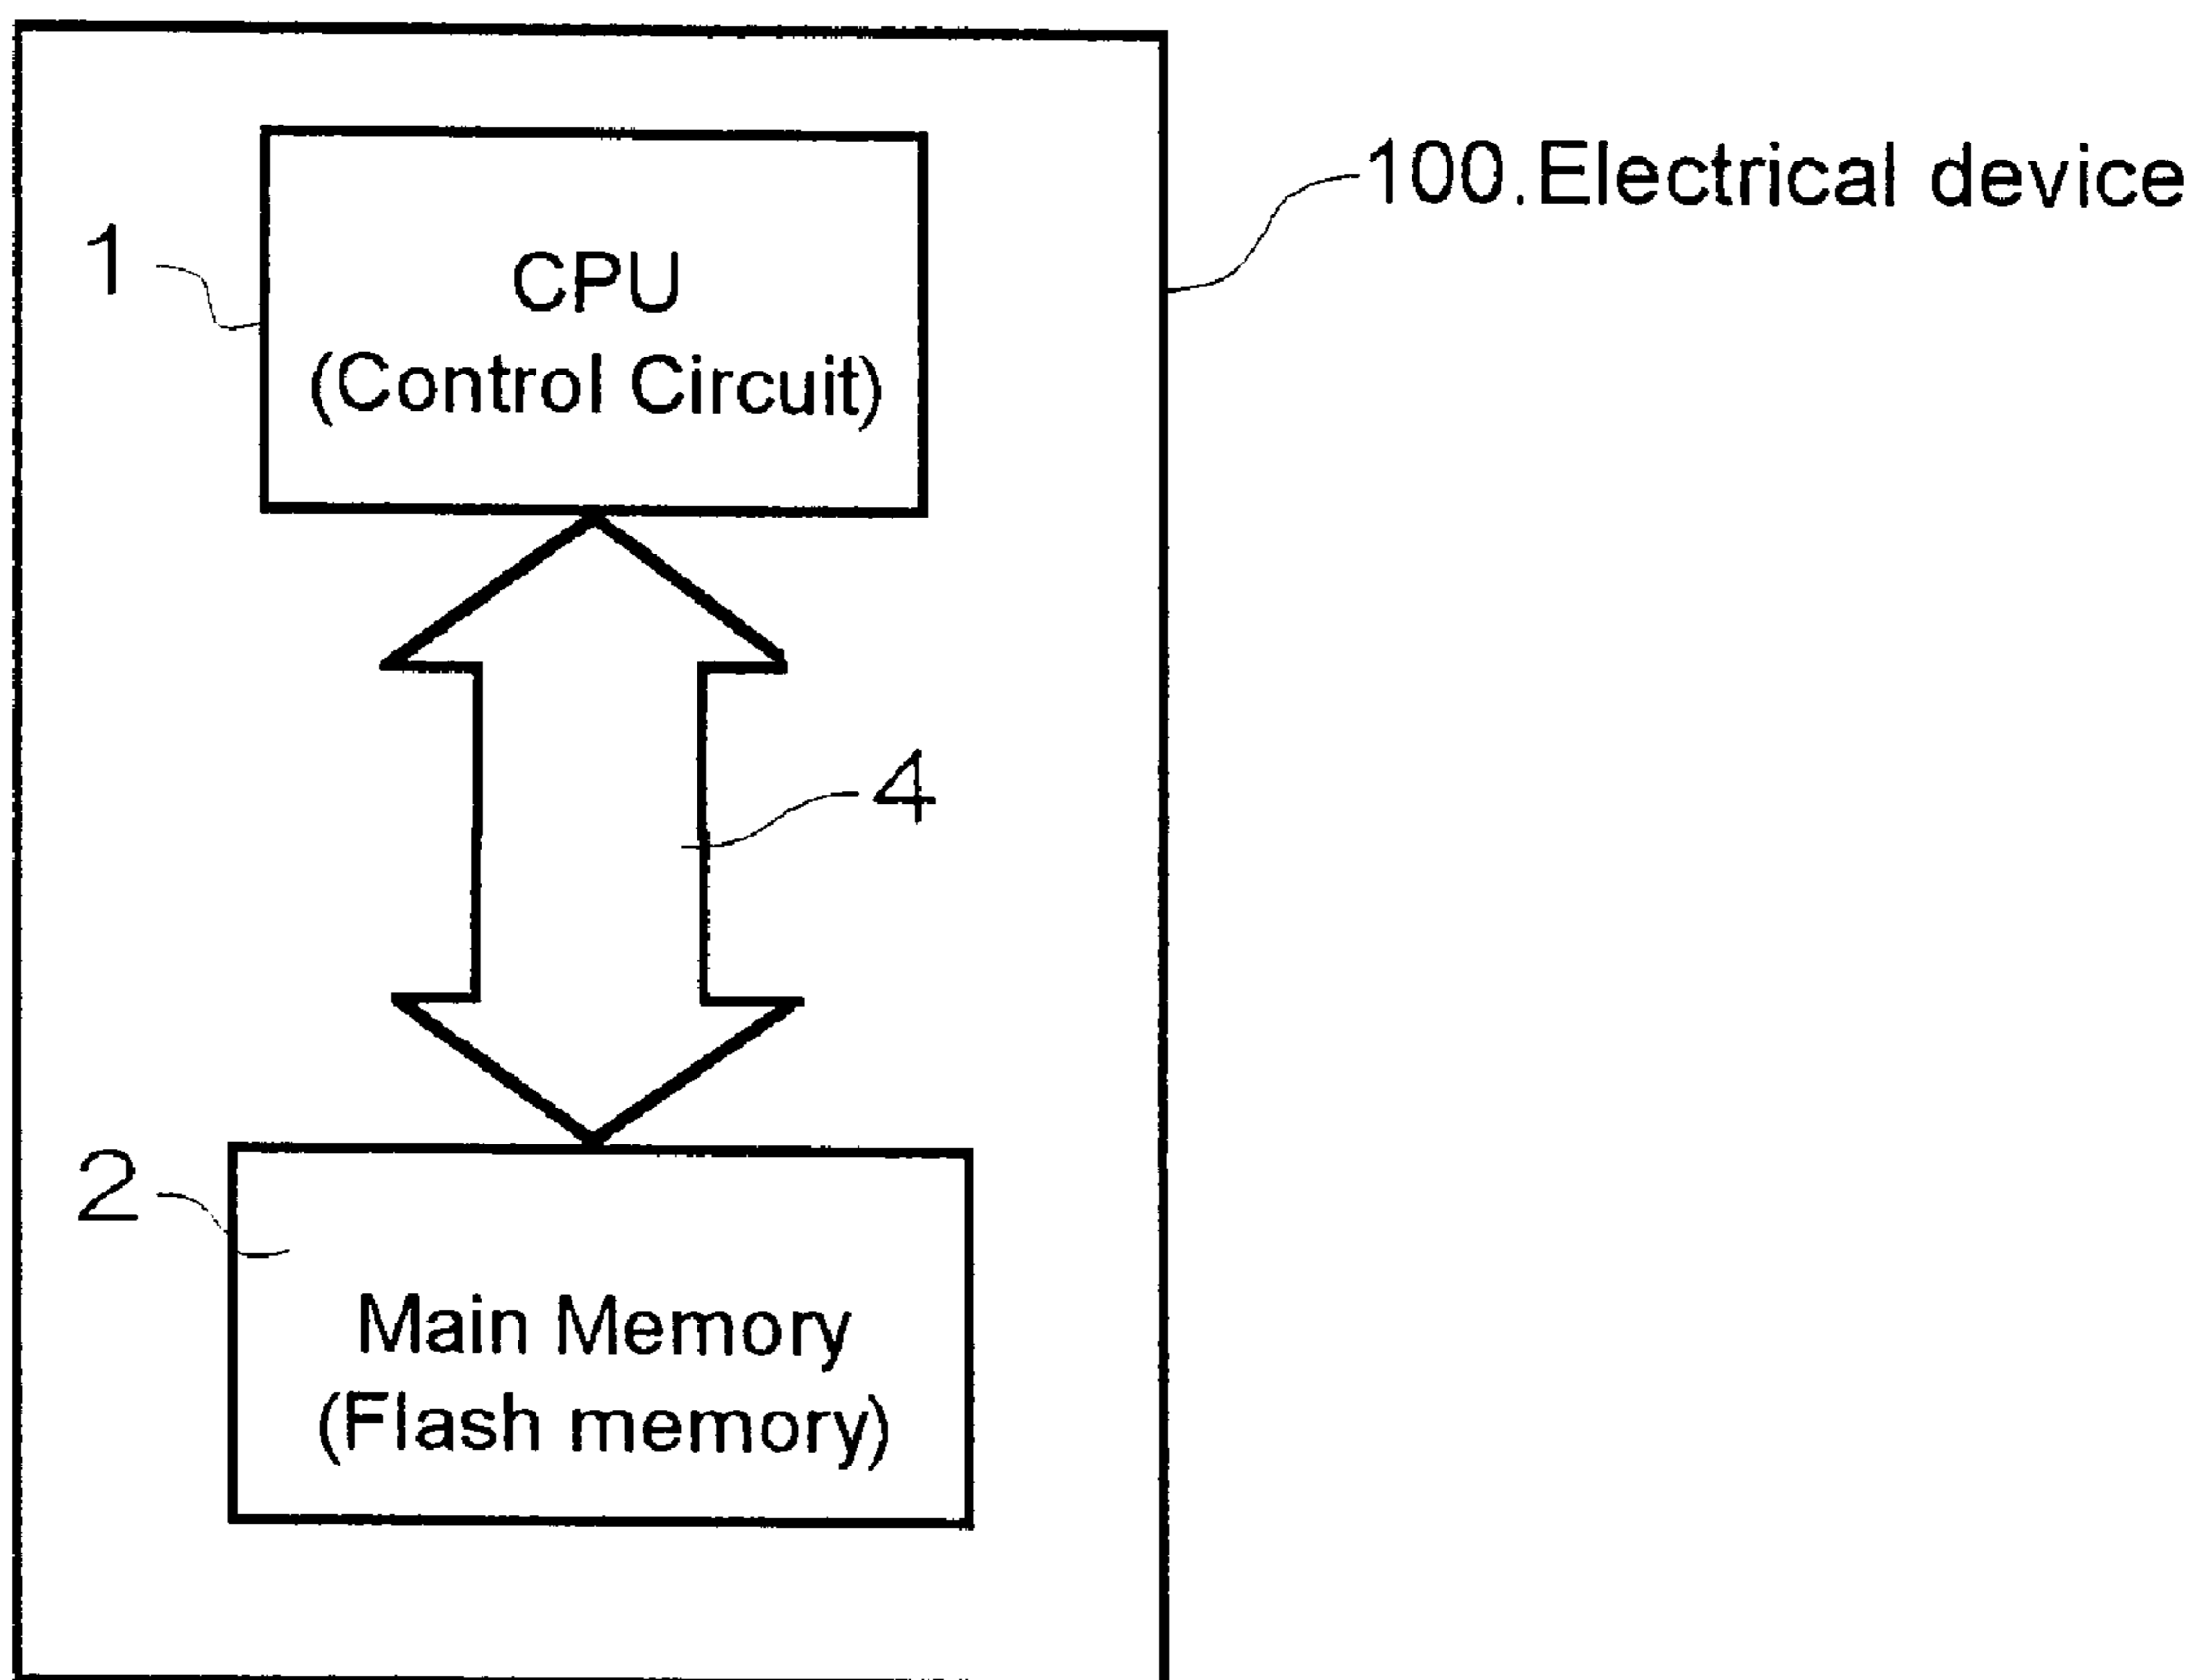 100.Electrical device
1
CPU
(Control Circuit)
4
2
Main Memory
(Flash memory)